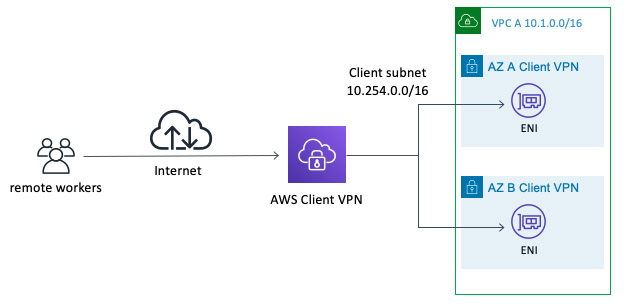 VPC A 10.1.0.0/16
Client subnet
10.254.0.0/16
AZ A Client VPN
ENI
Internet
remote workers
AWS Client VPN
AZ B Client VPN
ENI